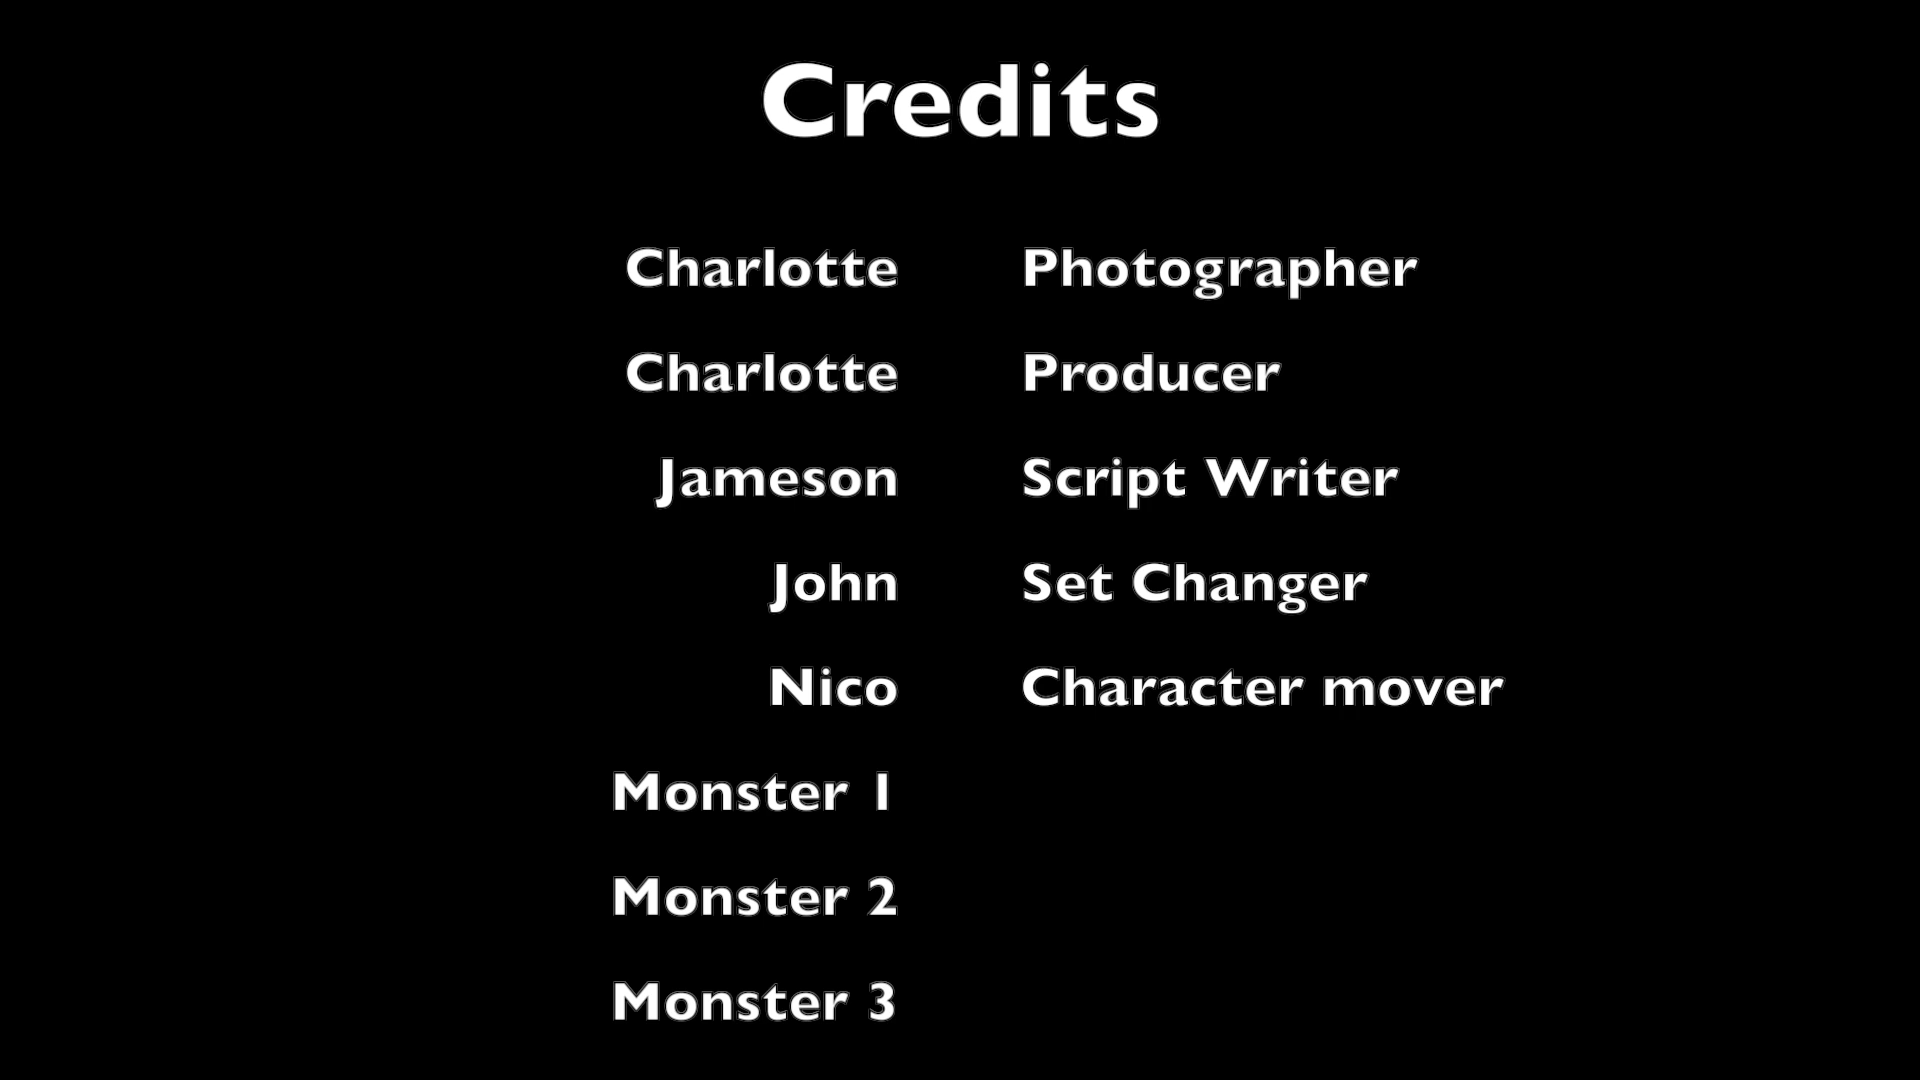 Credits
Charlotte Photographer
Charlotte Producer
Jameson Script Writer
John Set Changer
Nico Character mover
Monster 1
Monster 2
Monster 3